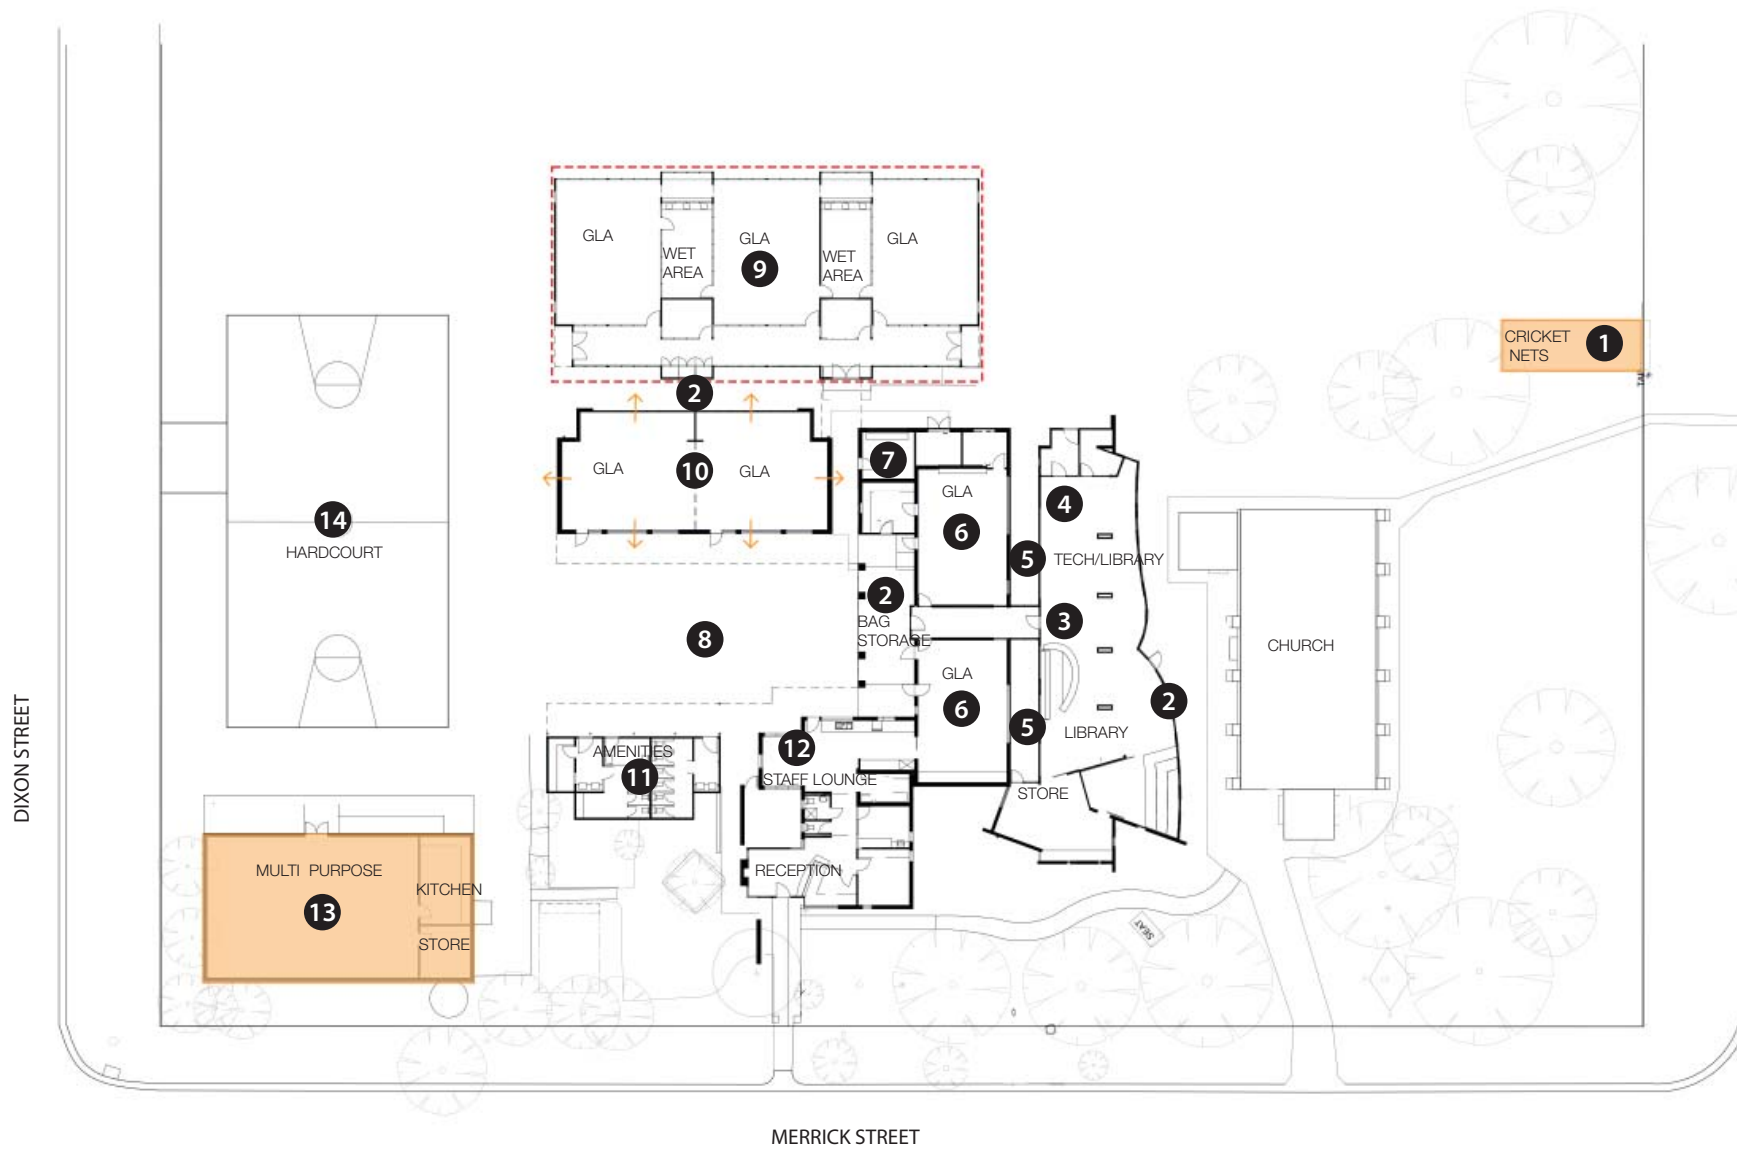 GLA
GLA
GLA
WET
AREA
9
WET
AREA
CRICKET
NETS
1
2
GLA
10
GLA
7
GLA
6
4
14
HARDCOURT
5
TECH/LIBRARY
2
BAG
STORAGE
3
8
CHURCH
GLA
6
2
5
LIBRARY
12
STAFF LOUNGE
AMENITIES
11
STORE
DIXON STREET
MULTI PURPOSE
13
KITCHEN
STORE
RECEPTION
SEAT
MERRICK STREET